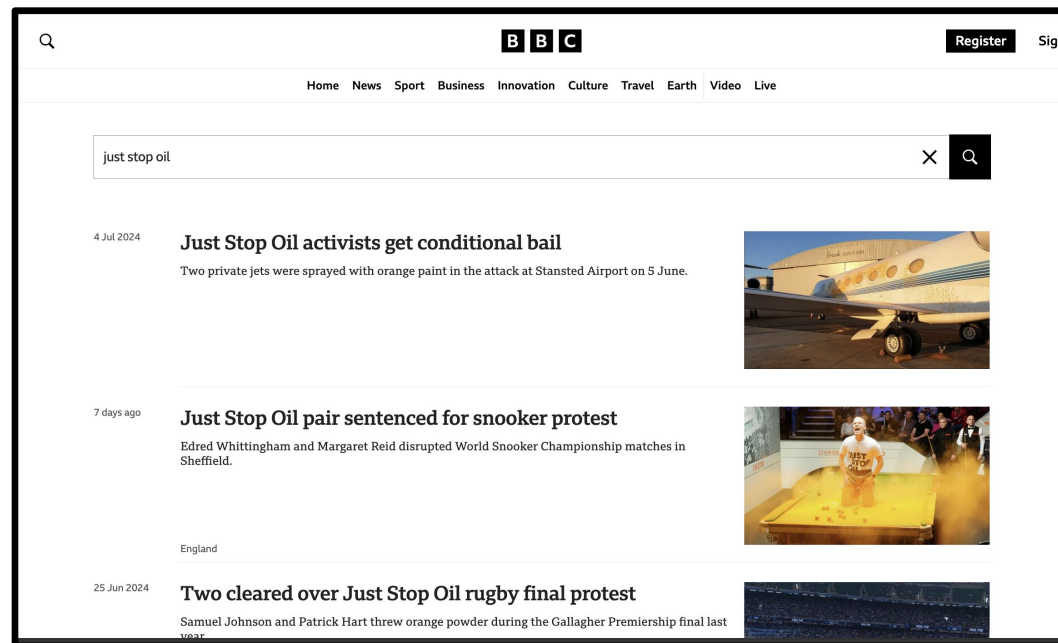 BBC
Register
Sig
Home News Sport Business Innovation Culture Travel Earth Video Live
just stop oil
4 Jul 2024
Just Stop Oil activists get conditional bail
Two private jets were sprayed with orange paint in the attack at Stansted Airport on 5 June.
7 days ago
Just Stop Oil pair sentenced for snooker protest
Edred Whittingham and Margaret Reid disrupted World Snooker Championship matches in
Sheffield.
JUST
STOP
OIL
England
25 Jun 2024
Two cleared over Just Stop Oil rugby final protest
Samuel Johnson and Patrick Hart threw orange powder during the Gallagher Premiership final last
year.